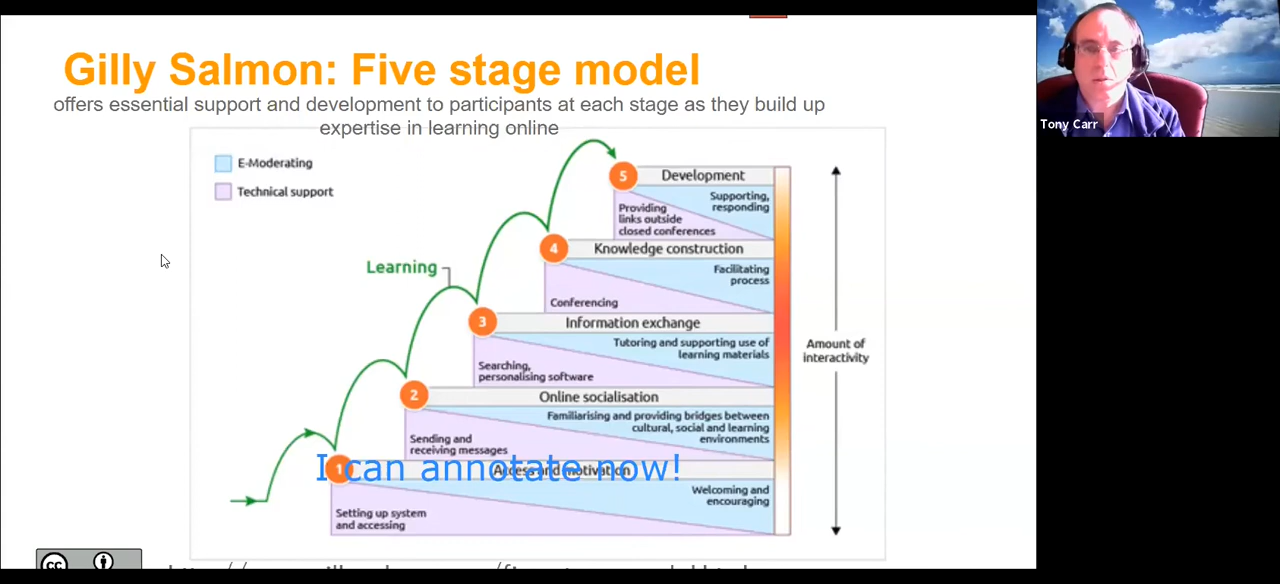 Gilly Salmon: Five stage model
offers essential support and development to participants at each stage as they build up
expertise in learning online
E-Moderating
Technical support
Learning
5
Development
Supporting,
responding
Providing
links outside
closed conferences
4
Knowledge construction
Facilitating
process
Conferencing
3
Information exchange
Tutoring and supporting use of
learning materials
Searching,
personalising software
2
Online socialisation
Familiarising and providing bridges between
cultural, social and learning
environments
Sending and
receiving messages
1
Access and motivation
I can annotate now!
Welcoming and
encouraging
Setting up system
and accessing
Amount of
interactivity
Tony Carr
cc